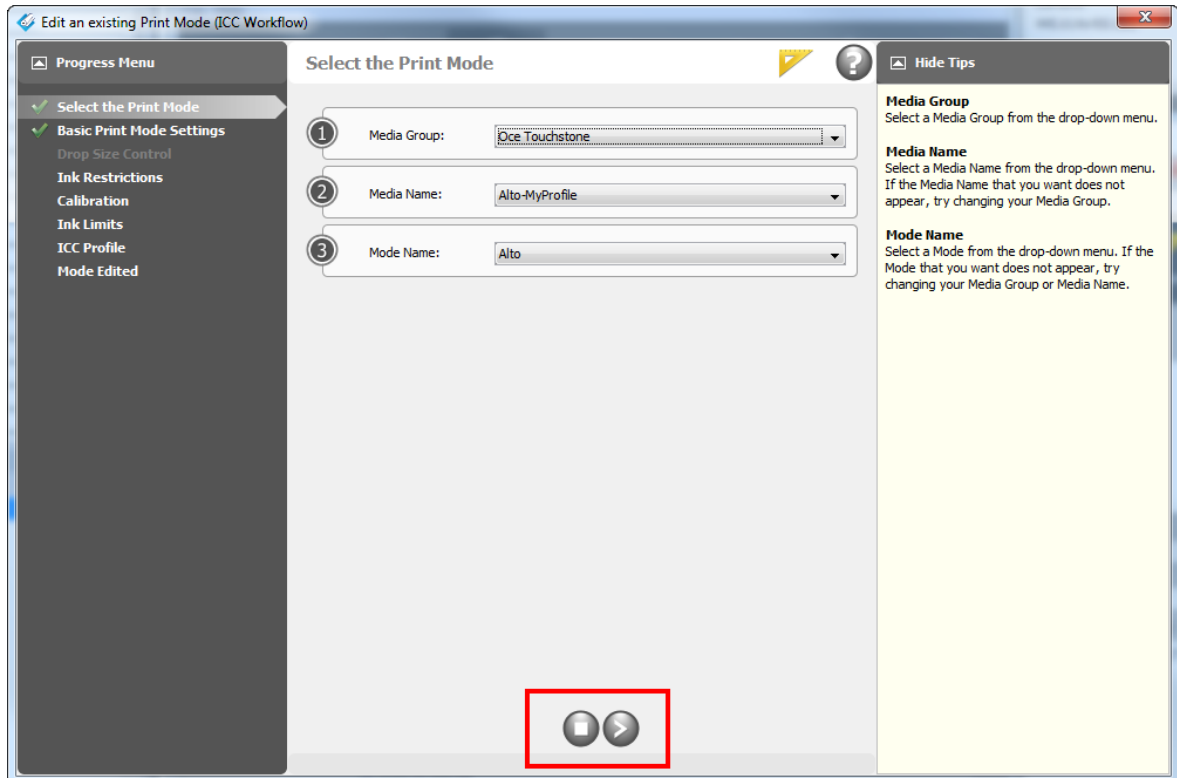 Edit an existing Print Mode (ICC Workflow)
Progress Menu
Select the Print Mode
Basic Print Mode Settings
Drop Size Control
Ink Restrictions
Calibration
Ink Limits
ICC Profile
Mode Edited
Select the Print Mode
?
1 Media Group: Oce Touchstone
2 Media Name: Alto-MyProfile
3 Mode Name: Alto
Hide Tips
Media Group
Select a Media Group from the drop-down menu.
Media Name
Select a Media Name from the drop-down menu.
If the Media Name that you want does not
appear, try changing your Media Group.
Mode Name
Select a Mode from the drop-down menu. If the
Mode that you want does not appear, try
changing your Media Group or Media Name.